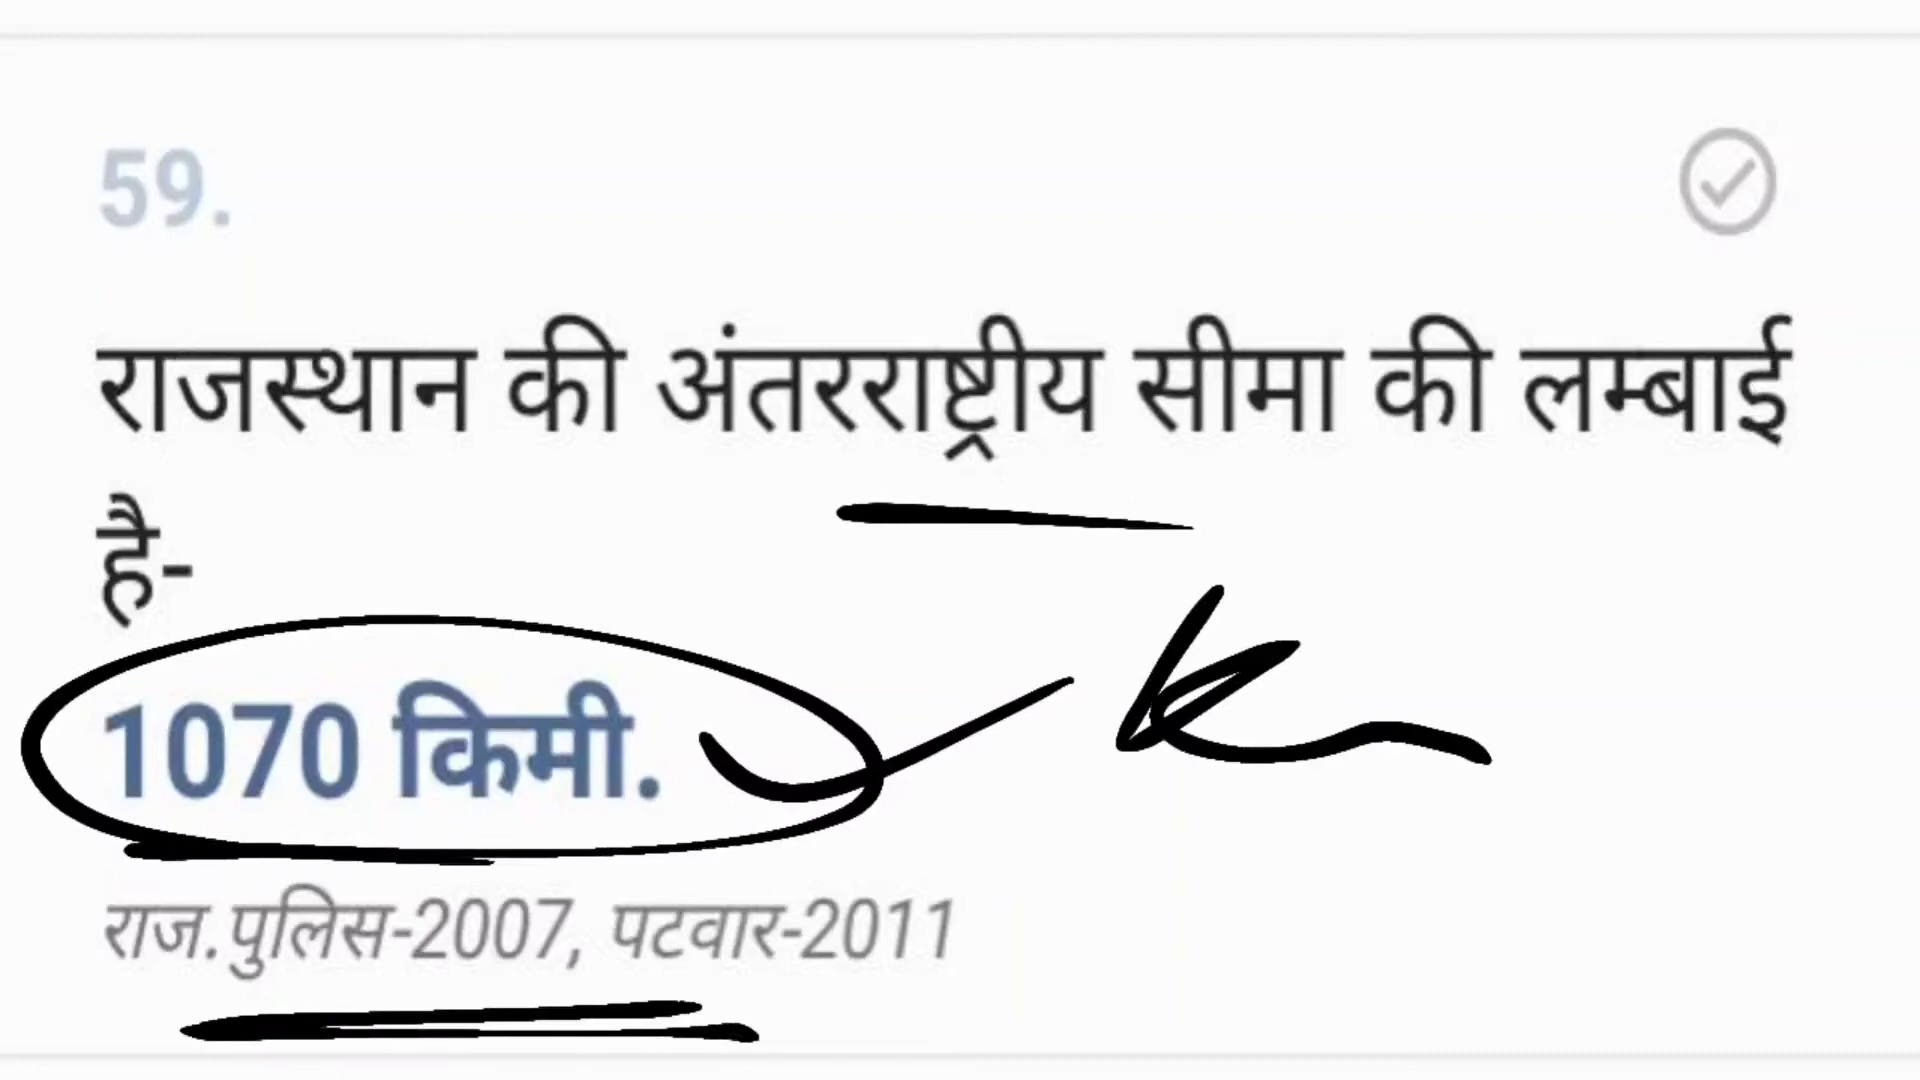 59.
राजस्थान की अंतरराष्ट्रीय सीमा की लम्बाई
है-
1070 किमी.
राज.पुलिस-2007, पटवार-2011